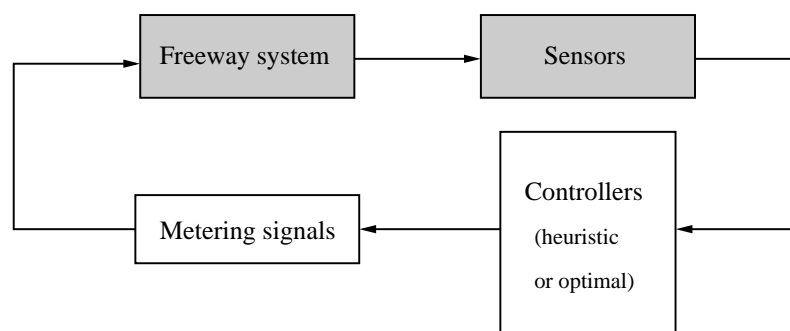 Freeway system
Sensors
Controllers
(heuristic
or optimal)
Metering signals